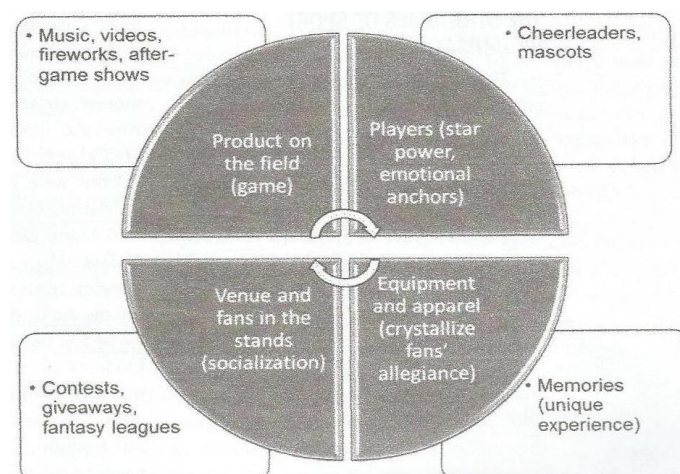 • Music, videos,
fireworks, after-
game shows
• Cheerleaders,
mascots
Product on
the field
(game)
Players (star
power,
emotional
anchors)
Venue and
fans in the
stands
(socialization)
Equipment
and apparel
(crystallize
fans'
allegiance)
• Contests,
giveaways,
fantasy leagues
• Memories
(unique
experience)